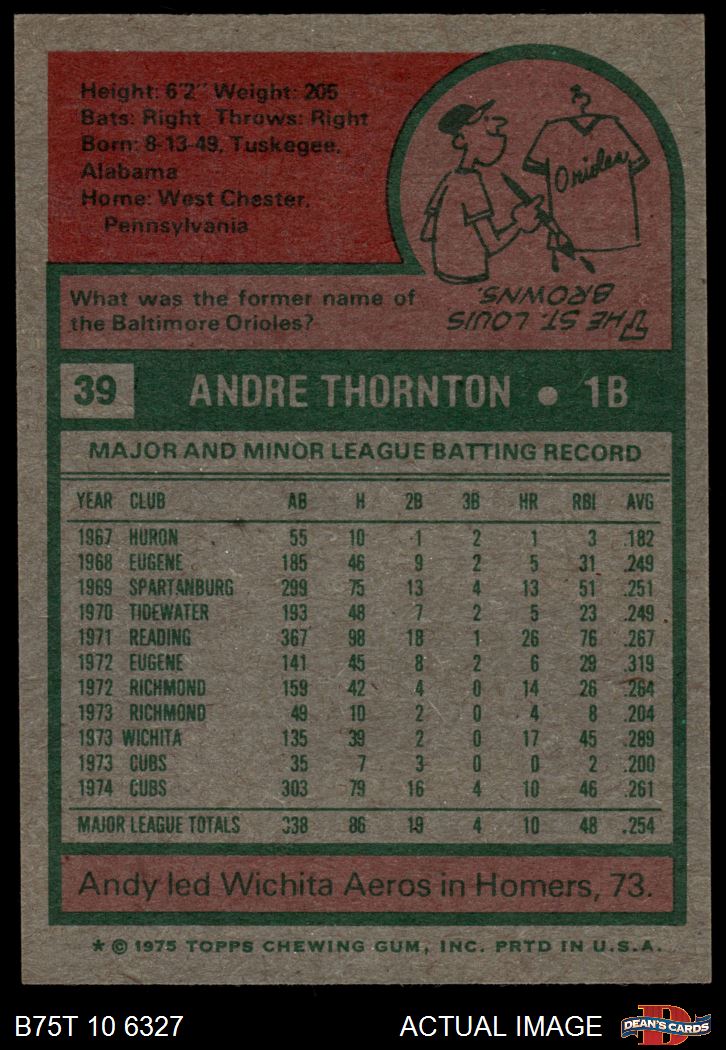 Height: 6'2" Weight: 205
Bats: Right Throws: Right
Born: 8-13-49, Tuskegee,
Alabama
Home: West Chester,
Pennsylvania
Orioles
What was the former name of
the Baltimore Orioles?
THE ST. LOUIS
BROWNS.
39 ANDRE THORNTON • 1B
MAJOR AND MINOR LEAGUE BATTING RECORD
YEAR CLUB AB H 2B 3B HR RBI AVG
1967 HURON 55 10 1 2 1 3 .182
1968 EUGENE 185 46 9 2 5 31 .249
1969 SPARTANBURG 299 75 13 4 13 51 .251
1970 TIDEWATER 193 48 7 2 5 23 .249
1971 READING 367 98 18 1 26 76 .267
1972 EUGENE 141 45 8 2 6 29 .319
1972 RICHMOND 159 42 4 0 14 26 .264
1973 RICHMOND 49 10 2 0 4 8 .204
1973 WICHITA 135 39 2 0 17 45 .289
1973 CUBS 35 7 3 0 0 2 .200
1974 CUBS 303 79 16 4 10 46 .261
MAJOR LEAGUE TOTALS 338 86 19 4 10 48 .254
Andy led Wichita Aeros in Homers, 73.
* © 1975 TOPPS CHEWING GUM, INC. PRTD IN U.S.A.
B75T 10 6327 ACTUAL IMAGE
D
DEAN'S CARDS